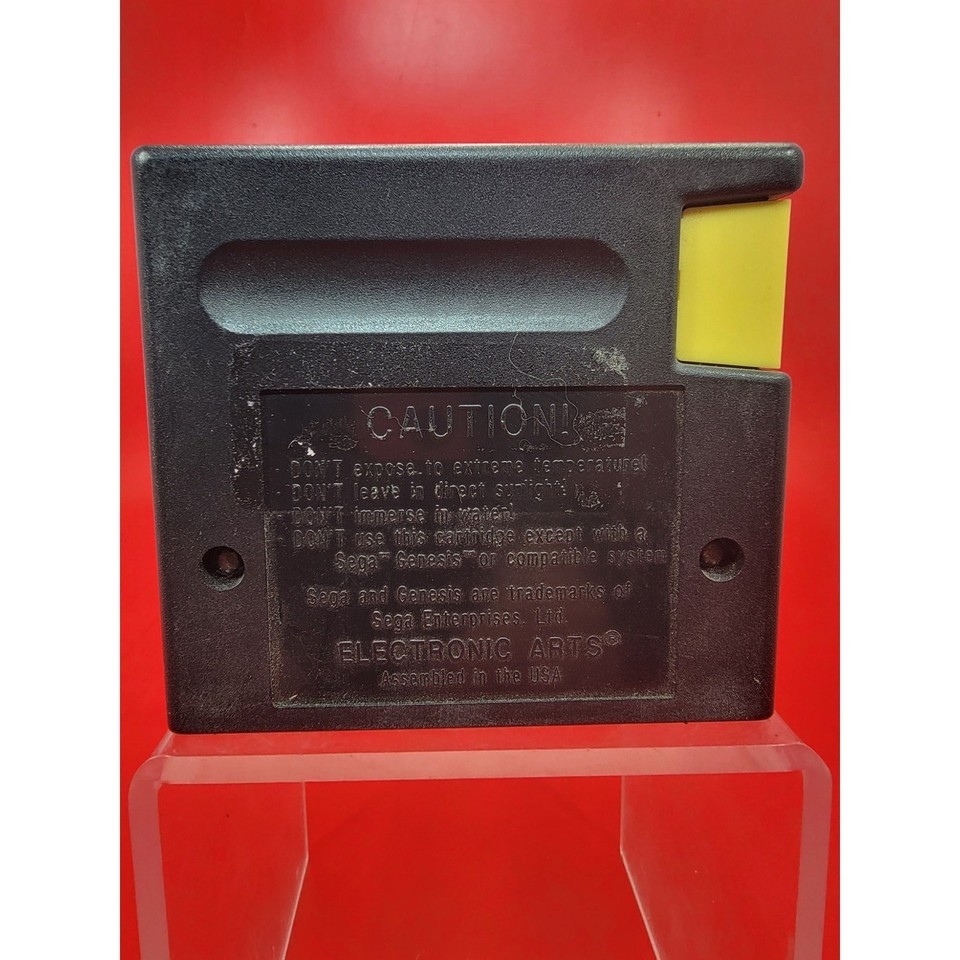 CAUTION!
DON'T expose to extreme temperature!
DON'T leave in direct sunlight!
DON'T immerse in water!
DON'T use this cartridge except with a
Sega™ Genesis™ or compatible system
Sega and Genesis are trademarks of
Sega Enterprises, Ltd.
ELECTRONIC ARTS®
Assembled in the USA